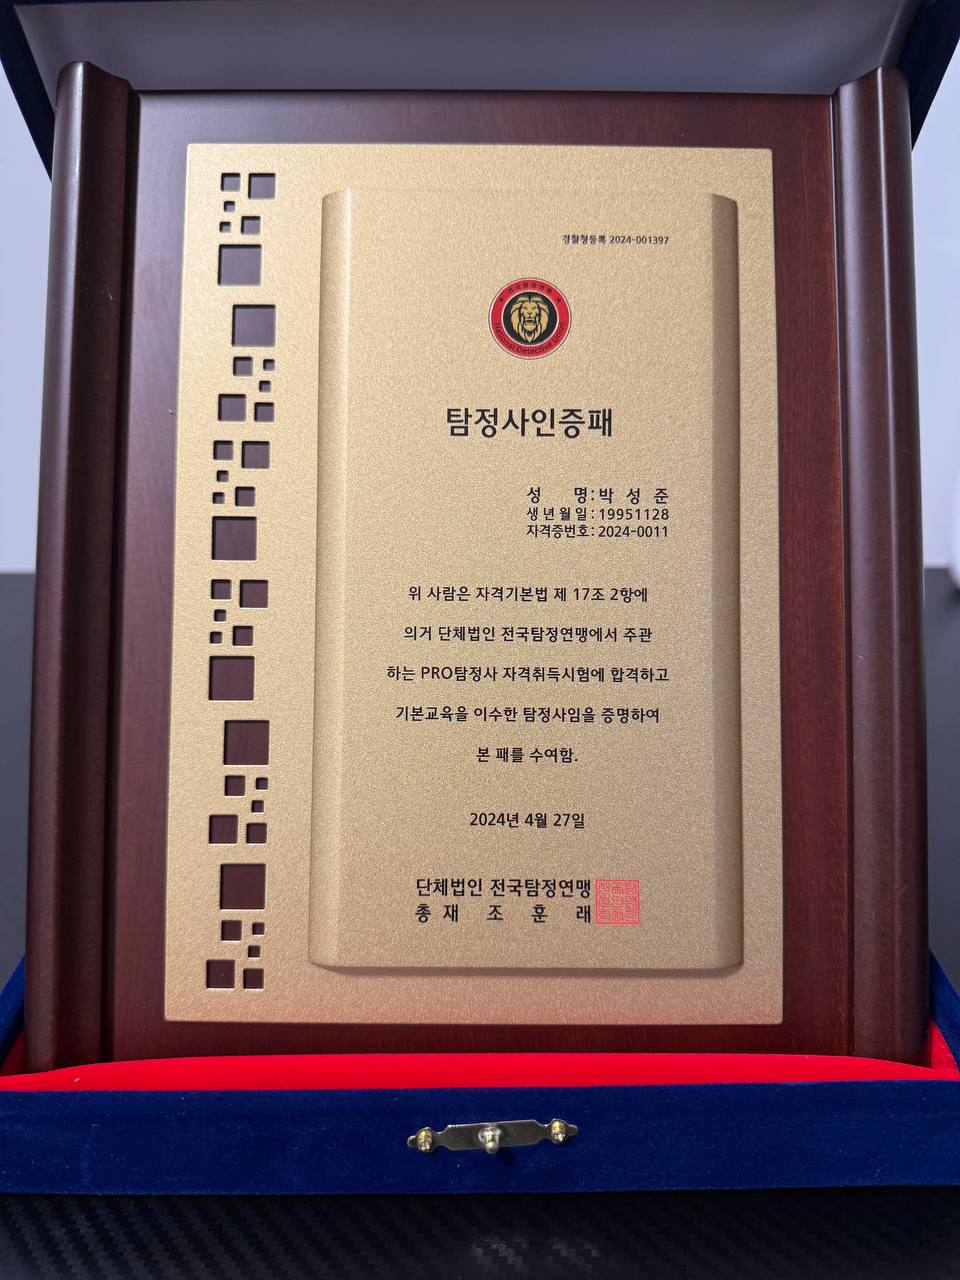 경찰청등록 2024-001397
전국탐정연맹
National Detective Union
탐정사인증패
성 명: 박 성 준
생년월일: 19951128
자격증번호: 2024-0011
위 사람은 자격기본법 제 17조 2항에
의거 단체법인 전국탐정연맹에서 주관
하는 PRO탐정사 자격취득시험에 합격하고
기본교육을 이수한 탐정사임을 증명하여
본 패를 수여함.
2024년 4월 27일
단체법인 전국탐정연맹
총 재 조 훈 래